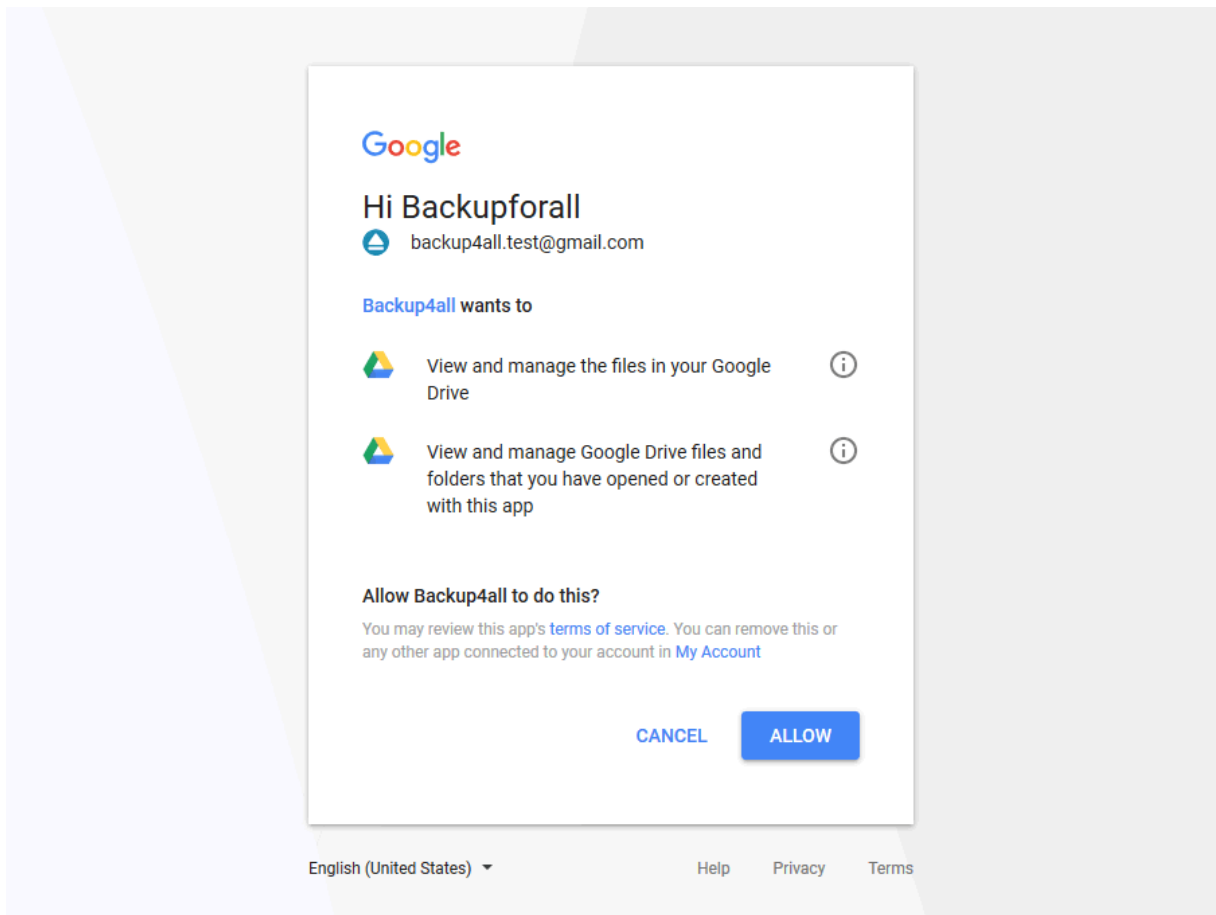 Google
Hi Backupforall
backup4all.test@gmail.com
Backup4all wants to
View and manage the files in your Google
Drive
View and manage Google Drive files and
folders that you have opened or created
with this app
Allow Backup4all to do this?
You may review this app's terms of service. You can remove this or
any other app connected to your account in My Account
CANCEL ALLOW
English (United States) Help Privacy Terms